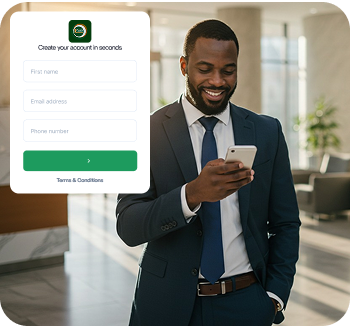 Create your account in seconds
First name
Email address
Phone number
Terms & Conditions